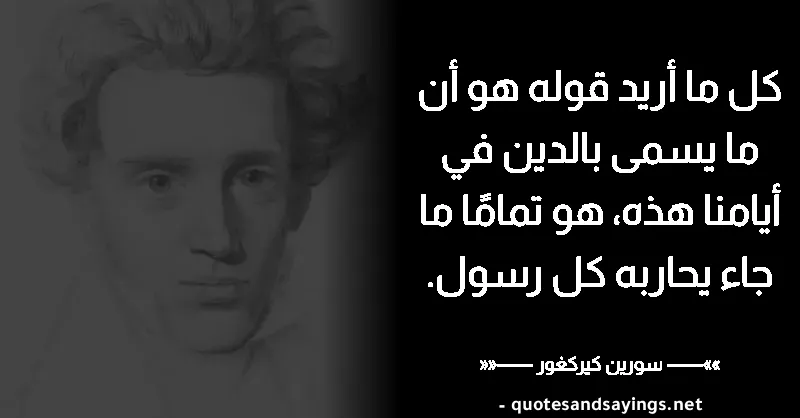 كل ما أريد قوله هو أن
ما يسمى بالدين في
أيامنا هذه، هو تمامًا ما
جاء يحاربه كل رسول.
»»—— سورين كيركغور ——««
- quotesandsayings.net